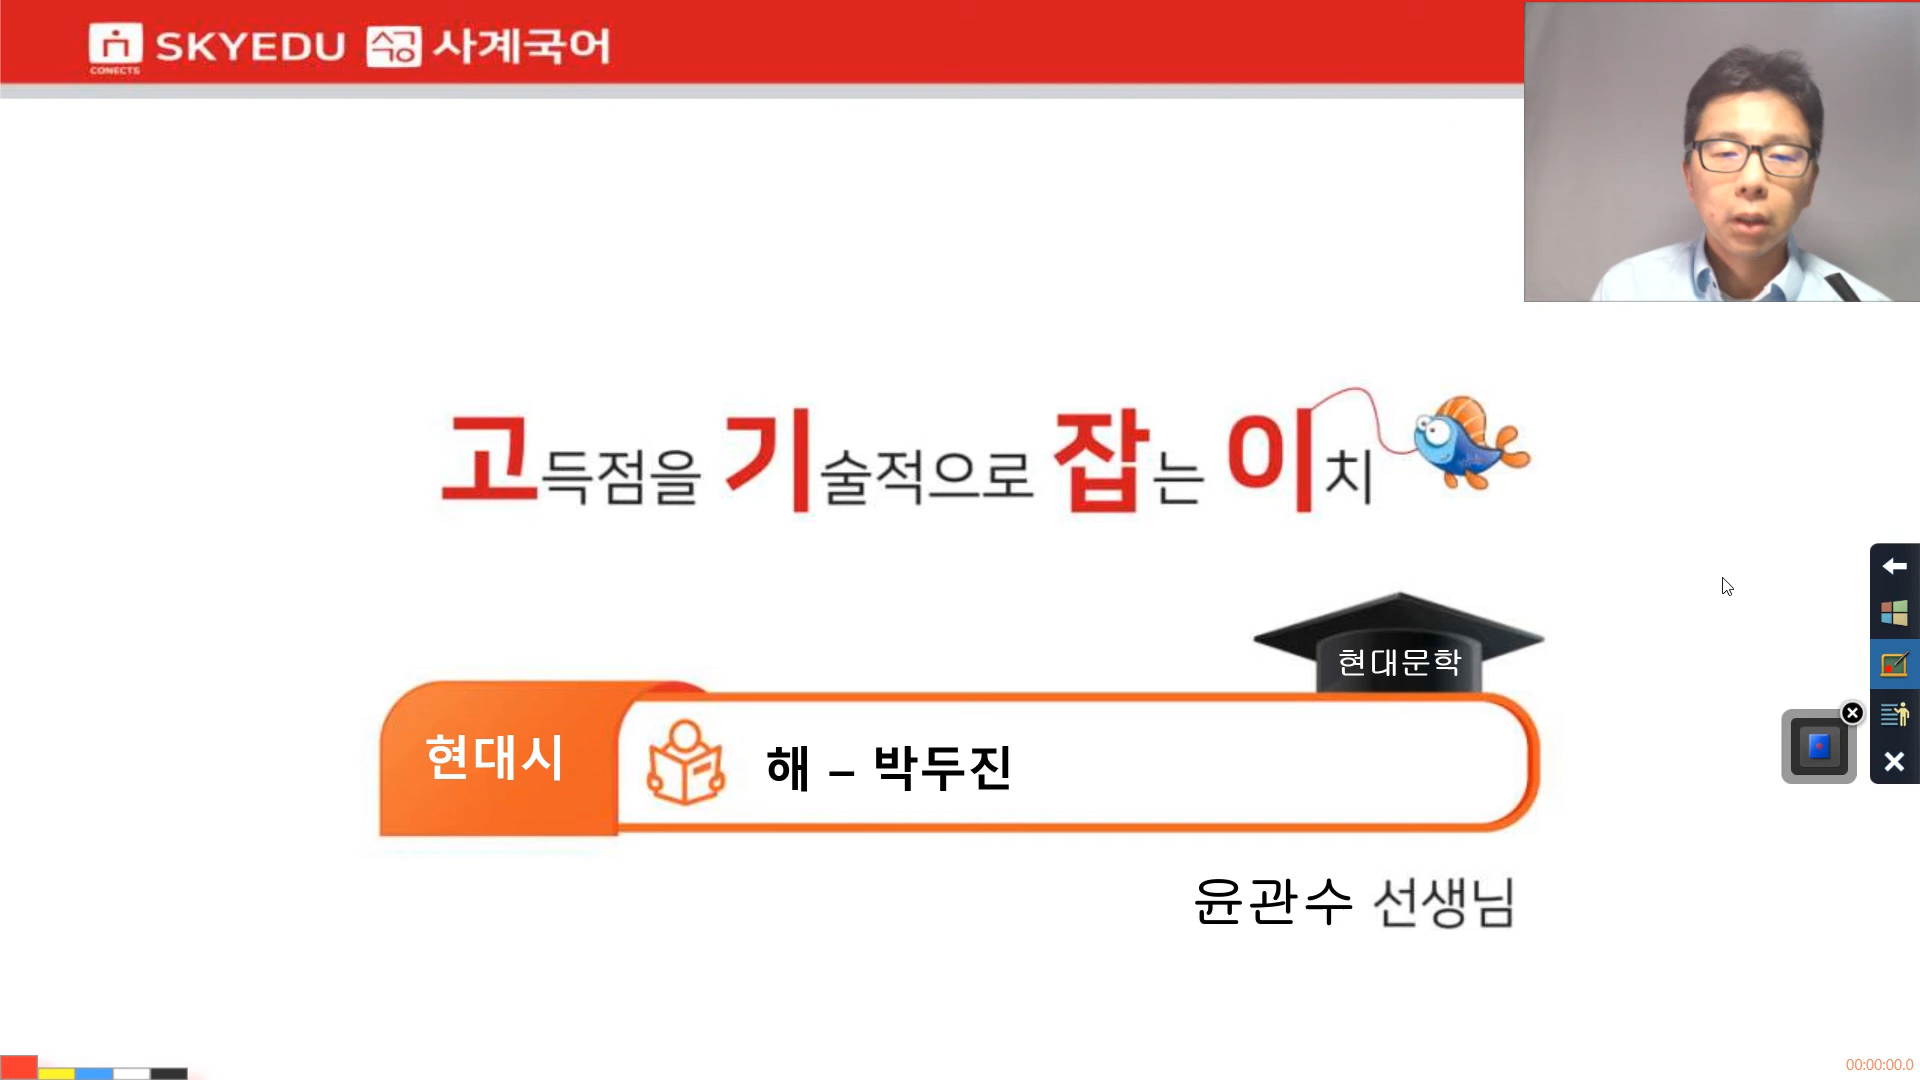 CONECTS SKYEDU 사계국어
고득점을 기술적으로 잡는 이치
현대문학
현대시
해 – 박두진
윤관수 선생님
00:00:00.0